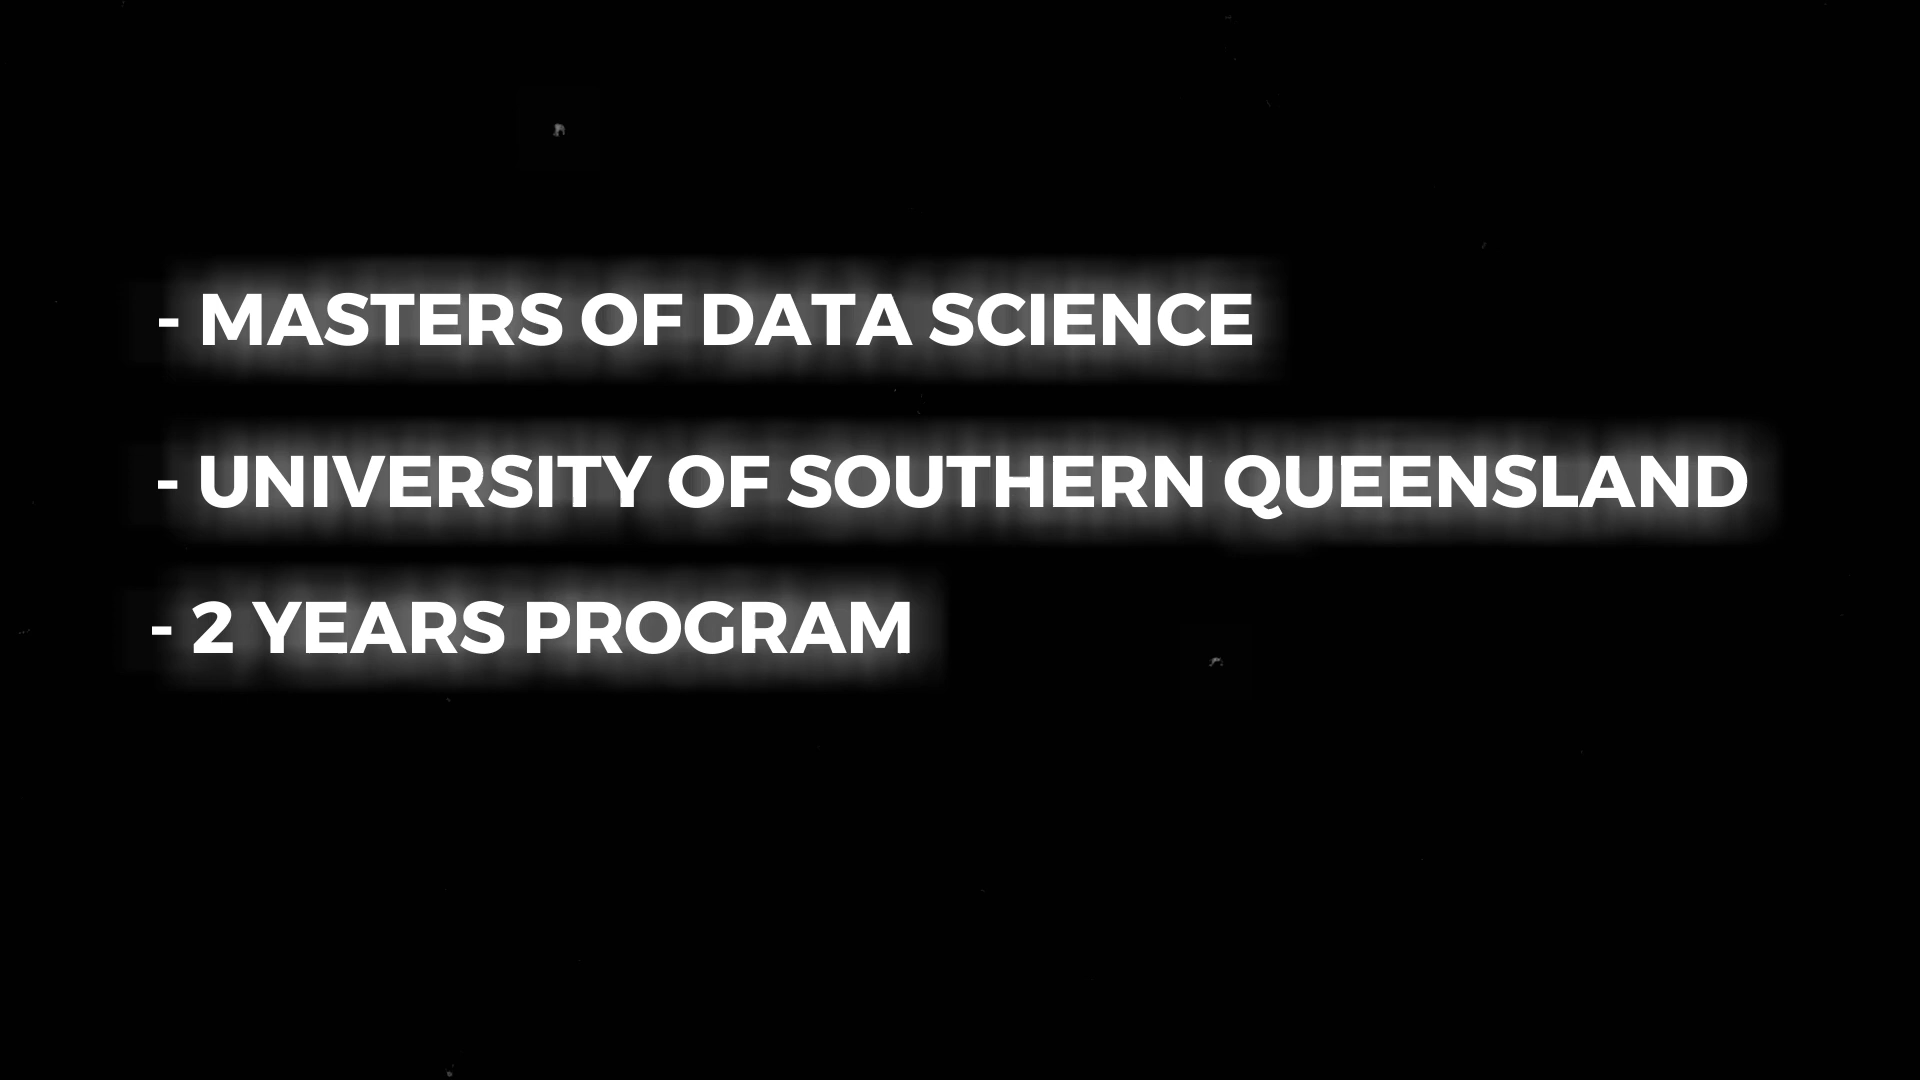 - MASTERS OF DATA SCIENCE
- UNIVERSITY OF SOUTHERN QUEENSLAND
- 2 YEARS PROGRAM